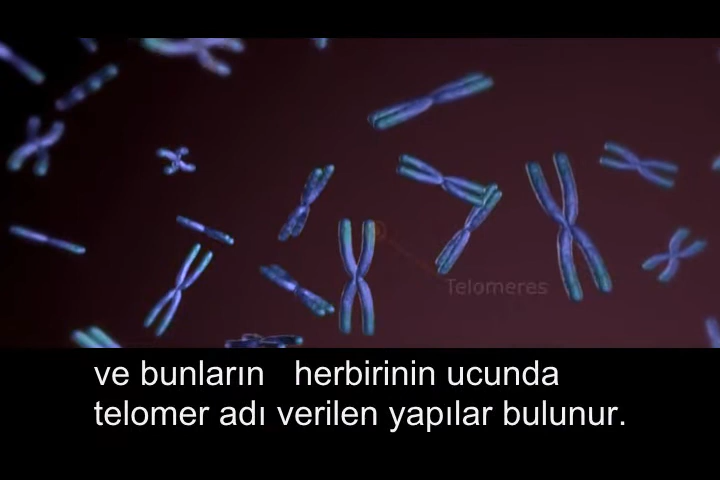 Telomeres
ve bunların   herbirinin ucunda
telomer adı verilen yapılar bulunur.